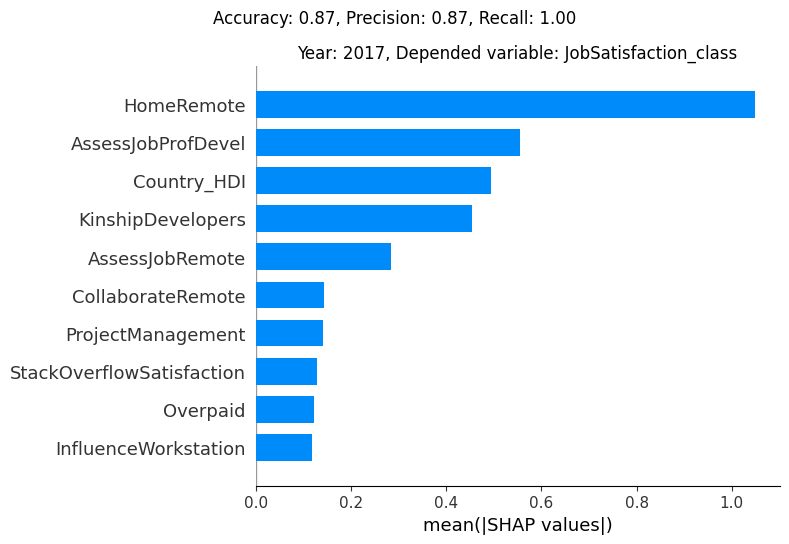 Accuracy: 0.87, Precision: 0.87, Recall: 1.00
Year: 2017, Depended variable: JobSatisfaction_class
HomeRemote
AssessJobProfDevel
Country_HDI
KinshipDevelopers
AssessJobRemote
CollaborateRemote
ProjectManagement
StackOverflowSatisfaction
Overpaid
InfluenceWorkstation
0.0 0.2 0.4 0.6 0.8 1.0
mean(|SHAP values|)